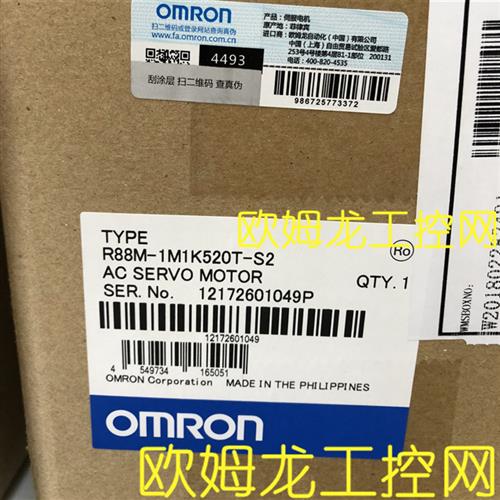 OMRON
扫二维码或登录网站查询真伪
www.fa.omron.com.cn
4493
刮涂层 扫二维码 查真伪
产品：伺服电机
原产地：菲律宾
进口商：欧姆龙自动化（中国）有限公司
中国（上海）自由贸易试验区爱都路
253号4号楼第4层B1-1部位 200131
电话：400-820-4535
986725773372
欧姆龙工控网
TYPE
R88M-1M1K520T-S2
AC SERVO MOTOR
SER. No. 12172601049P
Ro
QTY. 1
12172601049
4 549734 165051
OMRON Corporation MADE IN THE PHILIPPINES
OMRON
欧姆龙工控网
WMSBOXNO: